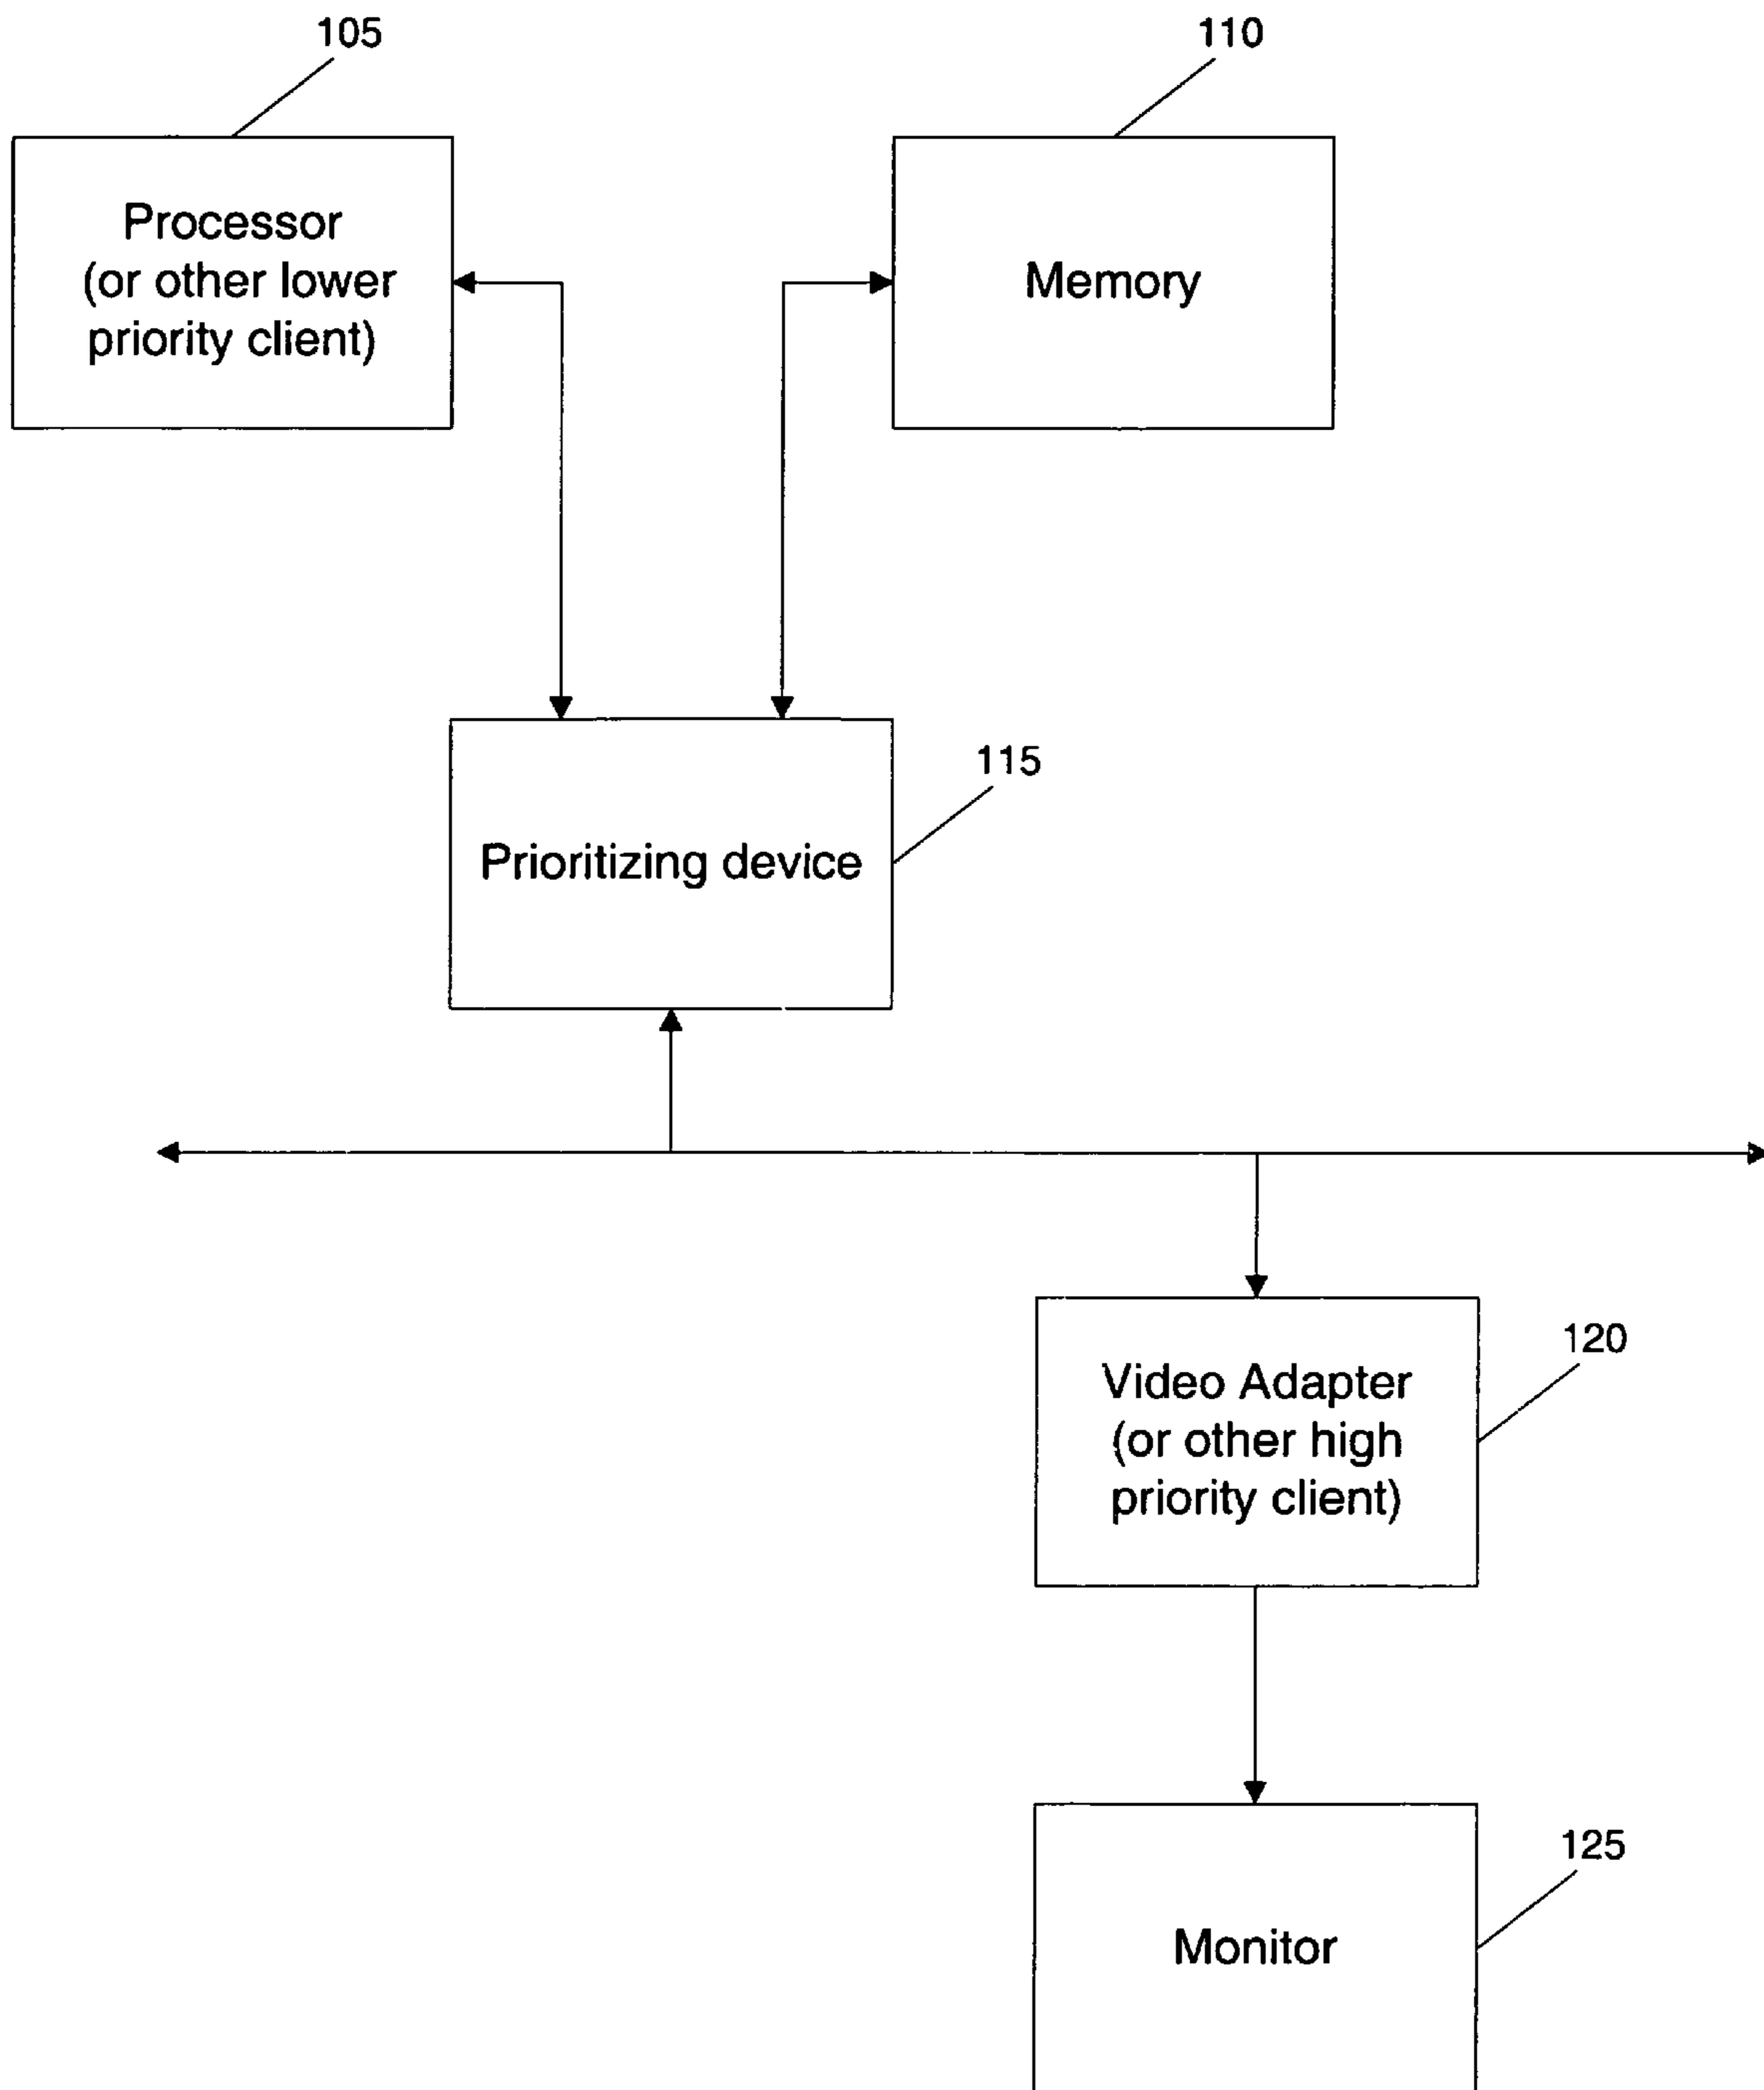 105
110
Processor
(or other lower
priority client)
Memory
115
Prioritizing device
120
Video Adapter
(or other high
priority client)
125
Monitor